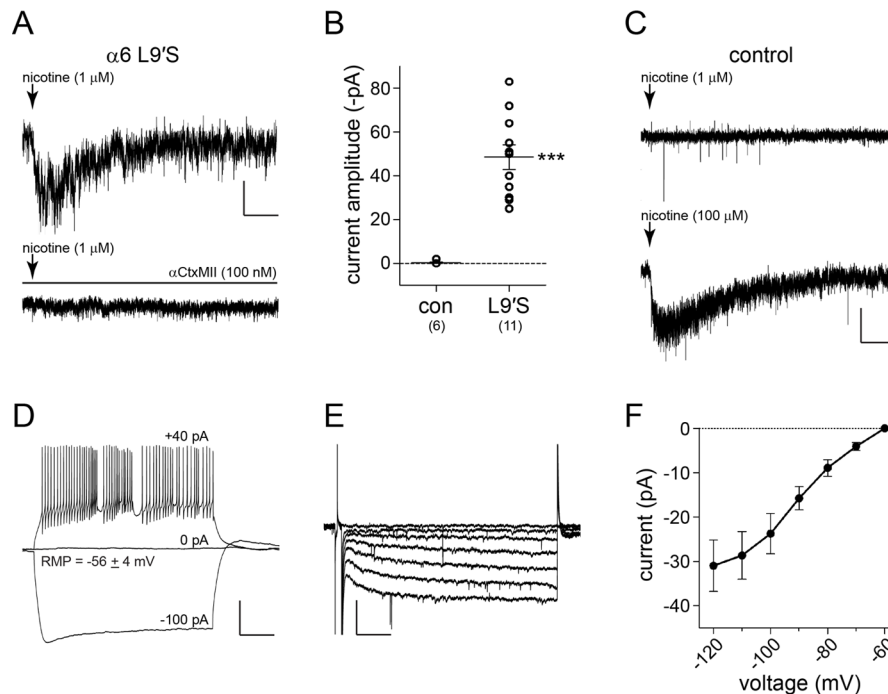 A
α6 L9'S
nicotine (1 μM)
nicotine (1 μM)
αCtxMII (100 nM)
B
current amplitude (-pA)
80
60
40
20
0
***
con
L9'S
(6)
(11)
C
control
nicotine (1 μM)
nicotine (100 μM)
D
+40 pA
0 pA
RMP = -56 ± 4 mV
-100 pA
E
F
current (pA)
0
-10
-20
-30
-40
-120
-100
-80
-60
voltage (mV)